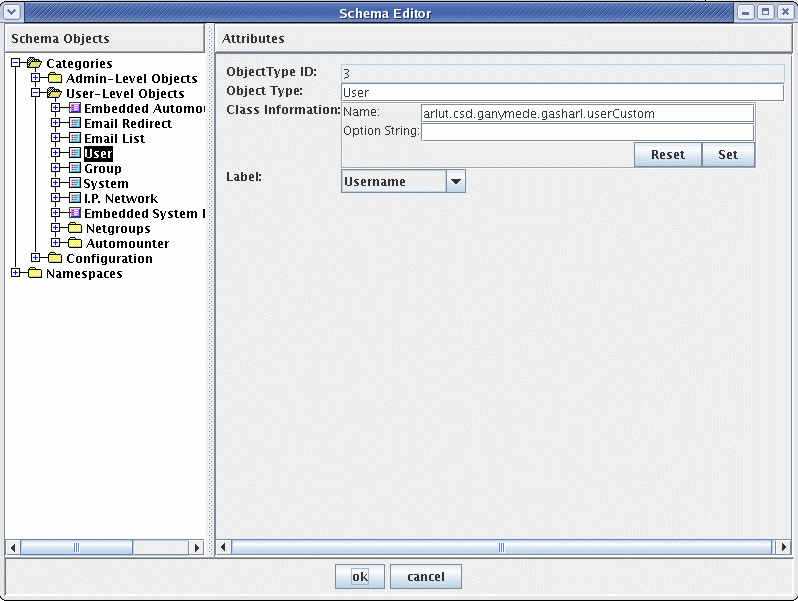 Schema Editor
Schema Objects
Attributes
Categories
Admin-Level Objects
User-Level Objects
Embedded Automou
Email Redirect
Email List
User
Group
System
I.P. Network
Embedded System I
Netgroups
Automounter
Configuration
Namespaces
ObjectType ID: 3
Object Type: User
Class Information: Name: arlut.csd.ganymede.gasharl.userCustom
Option String:
Reset Set
Label: Username
ok cancel